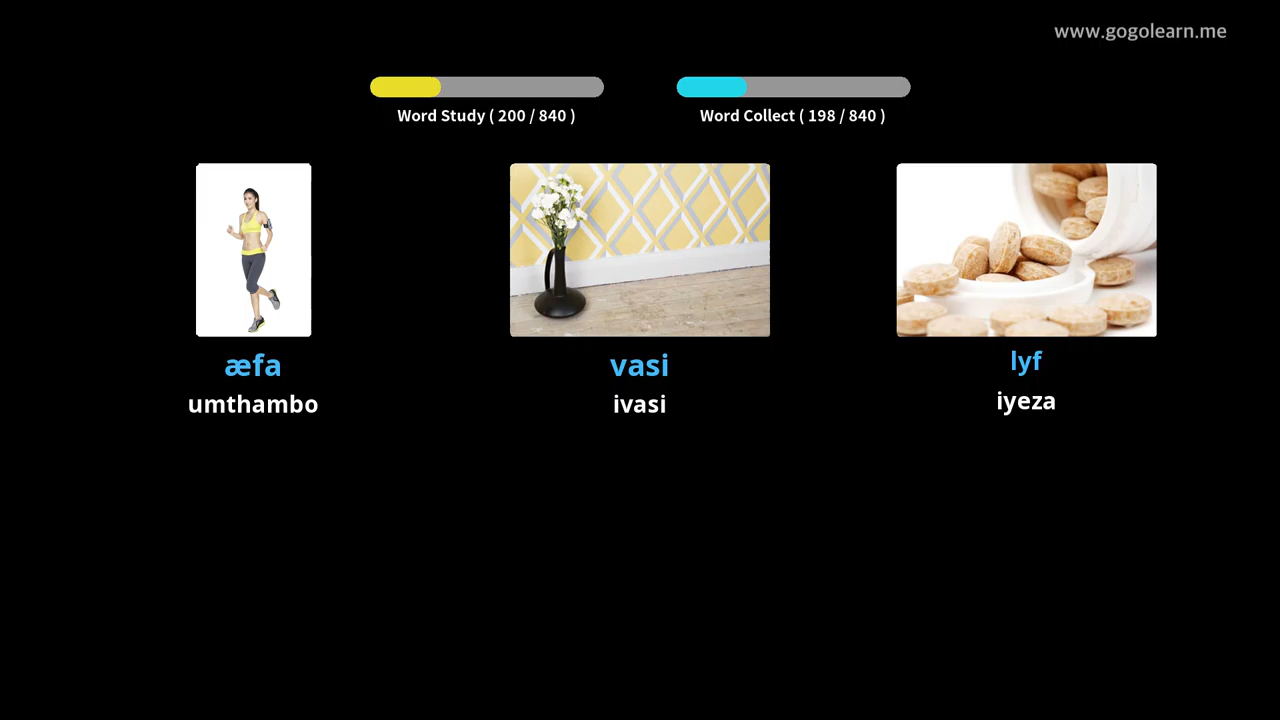 www.gogolearn.me
Word Study ( 200 / 840 )
Word Collect ( 198 / 840 )
æfa
umthambo
vasi
ivasi
lyf
iyeza